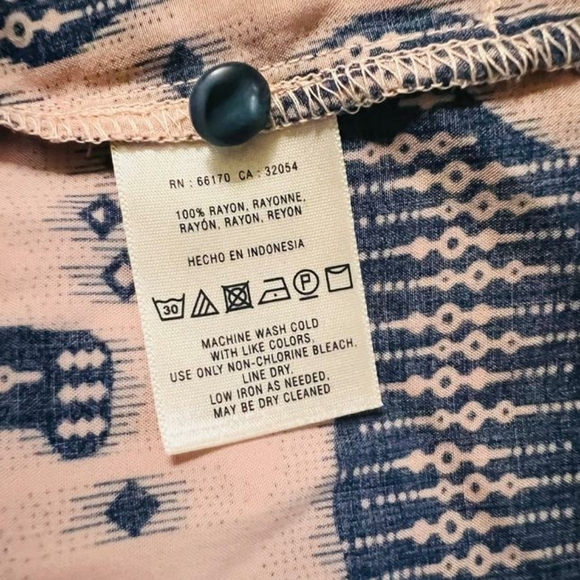 RN : 66170 CA : 32054
100% RAYON, RAYONNE,
RAYÓN, RAYON, REYON
HECHO EN INDONESIA
30 P
MACHINE WASH COLD
WITH LIKE COLORS.
USE ONLY NON-CHLORINE BLEACH.
LINE DRY.
LOW IRON AS NEEDED.
MAY BE DRY CLEANED